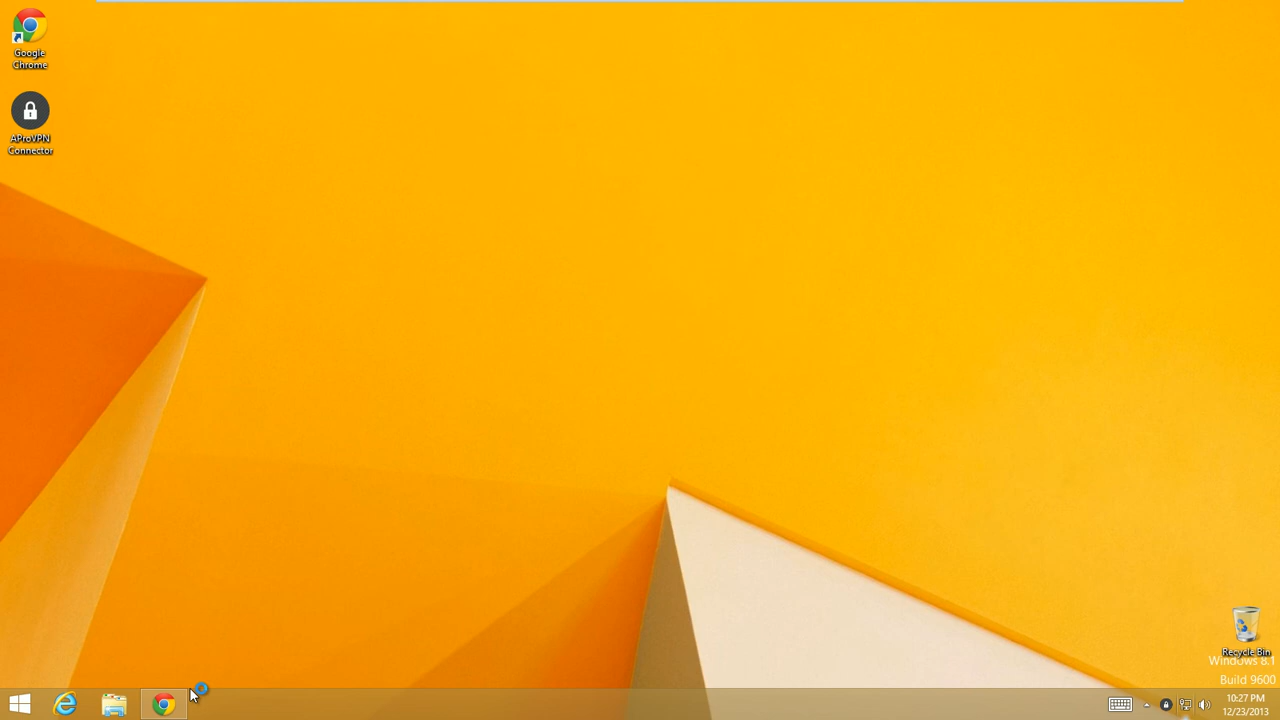 Google
Chrome
AProVPN
Connector
Recycle Bin
Windows 8.1
Build 9600
10:27 PM
12/23/2013